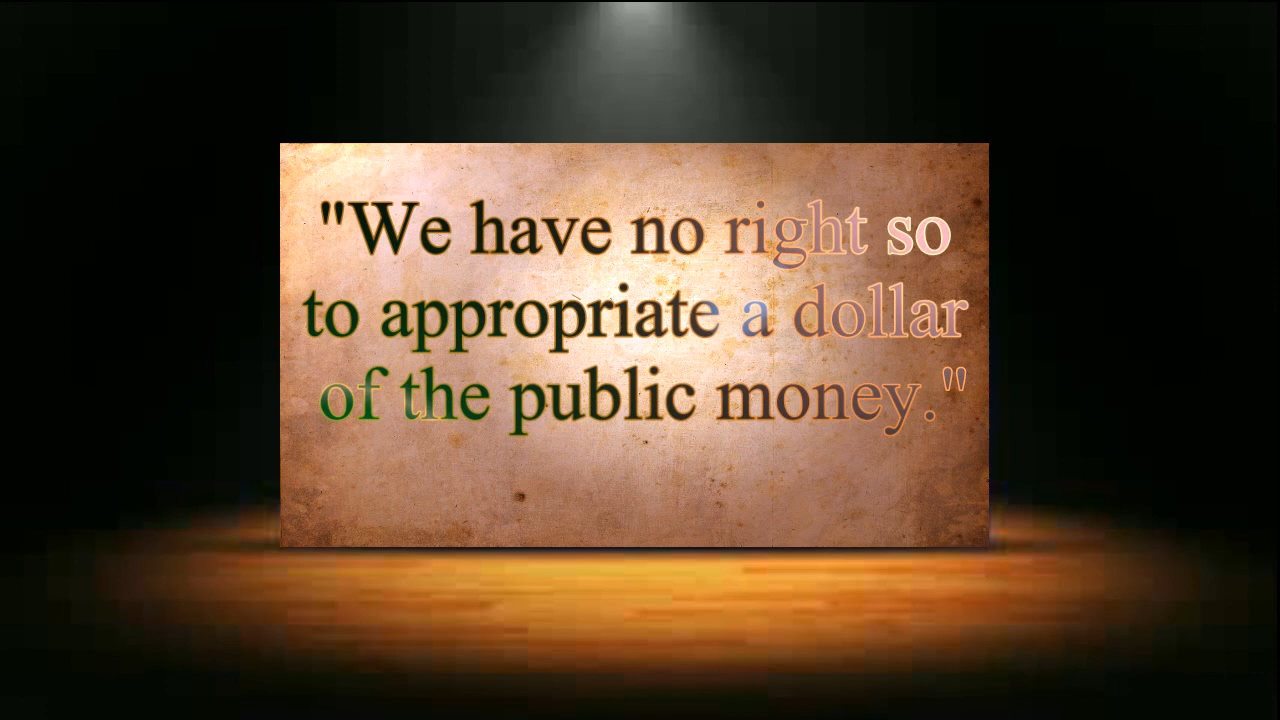 "We have no right so
to appropriate a dollar
of the public money."